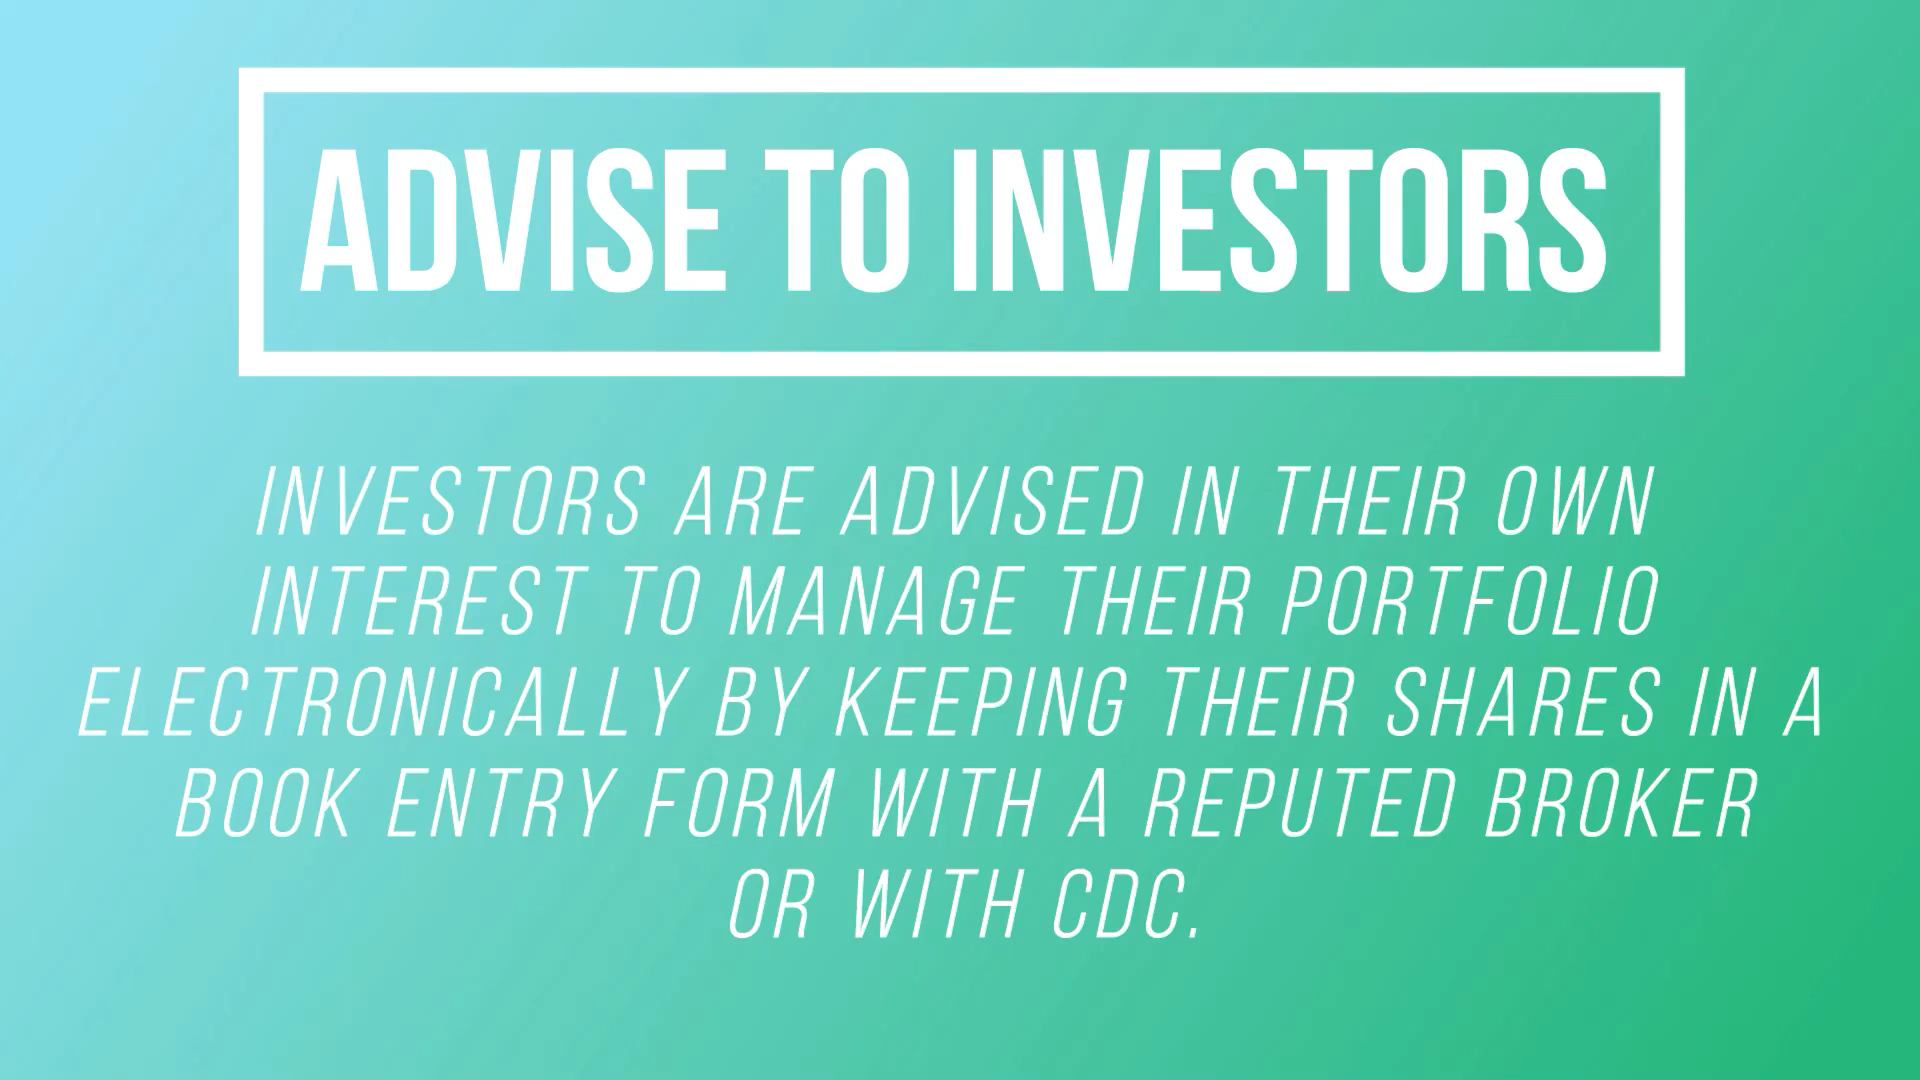 ADVISE TO INVESTORS
INVESTORS ARE ADVISED IN THEIR OWN
INTEREST TO MANAGE THEIR PORTFOLIO
ELECTRONICALLY BY KEEPING THEIR SHARES IN A
BOOK ENTRY FORM WITH A REPUTED BROKER
OR WITH CDC.